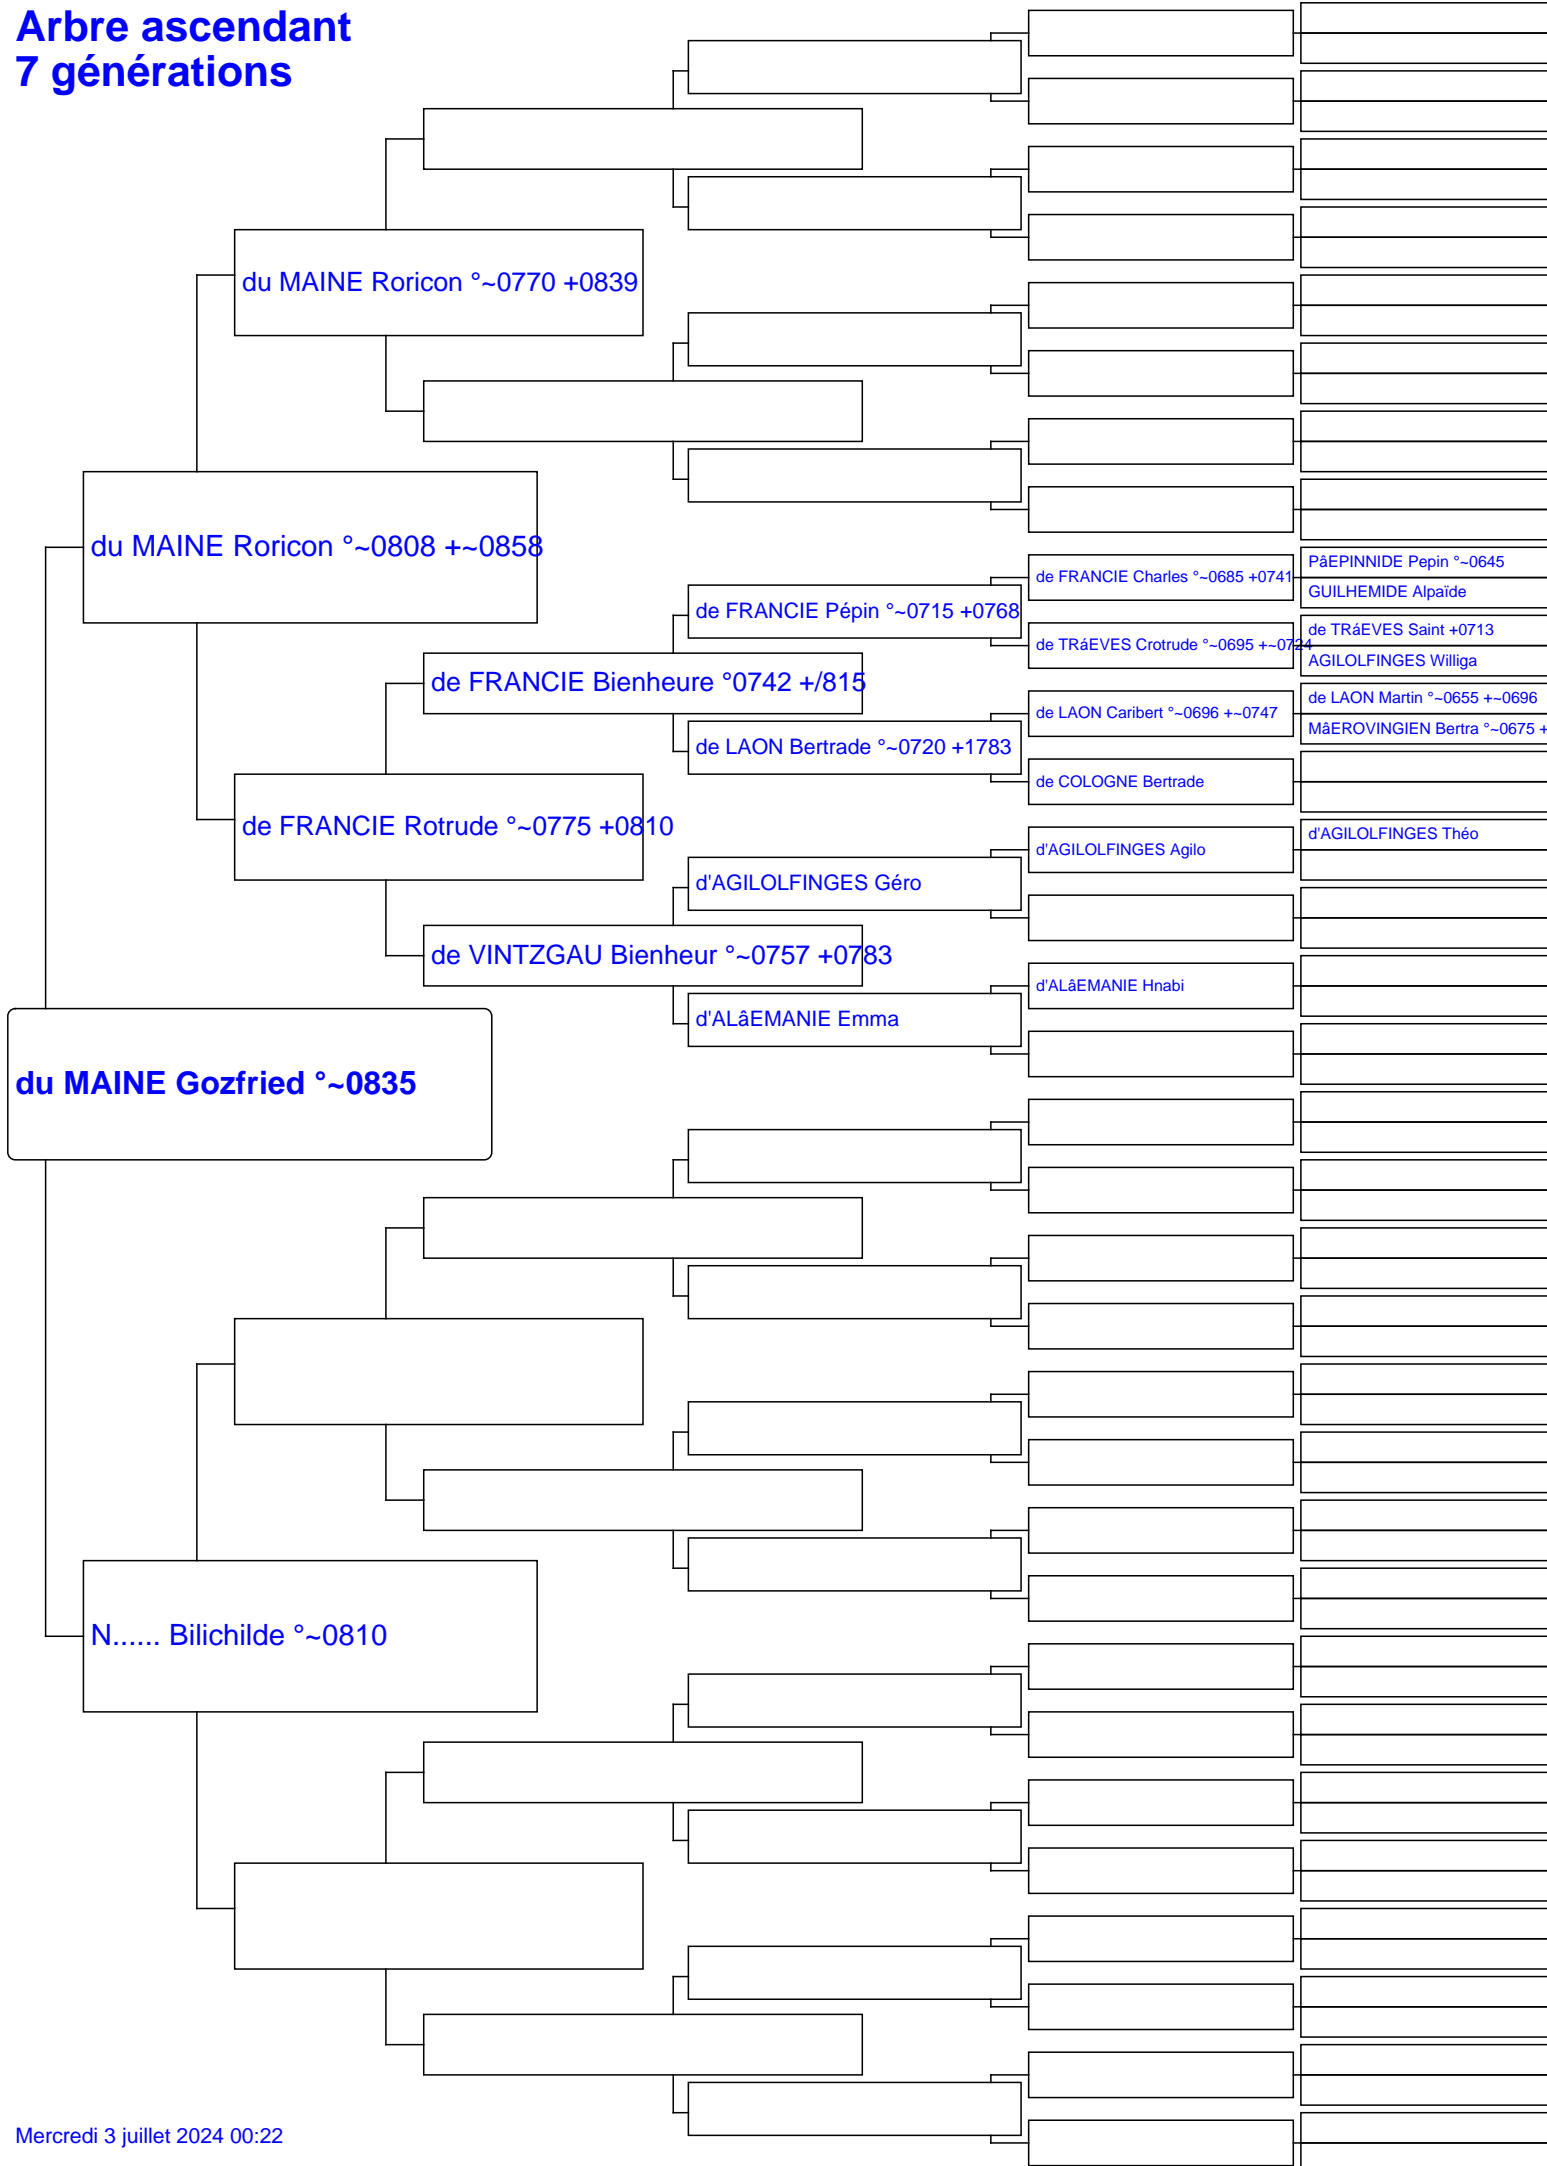 Arbre ascendant
7 générations
du MAINE Roricon °~0770 +0839
du MAINE Roricon °~0808 +~0858
de FRANCIE Charles °~0685 +0741
PâEPINNIDE Pepin °~0645
GUILHEMIDE Alpaïde
de FRANCIE Pépin °~0715 +0768
de TRáEVES Crotrude °~0695 +~0724
de TRáEVES Saint +0713
AGILOLFINGES Williga
de FRANCIE Bienheure °0742 +/815
de LAON Caribert °~0696 +~0747
de LAON Martin °~0655 +~0696
MâEROVINGIEN Bertra °~0675 +
de LAON Bertrade °~0720 +1783
de COLOGNE Bertrade
de FRANCIE Rotrude °~0775 +0810
d'AGILOLFINGES Agilo
d'AGILOLFINGES Théo
d'AGILOLFINGES Géro
de VINTZGAU Bienheur °~0757 +0783
d'ALâEMANIE Hnabi
d'ALâEMANIE Emma
du MAINE Gozfried °~0835
N...... Bilichilde °~0810
Mercredi 3 juillet 2024 00:22